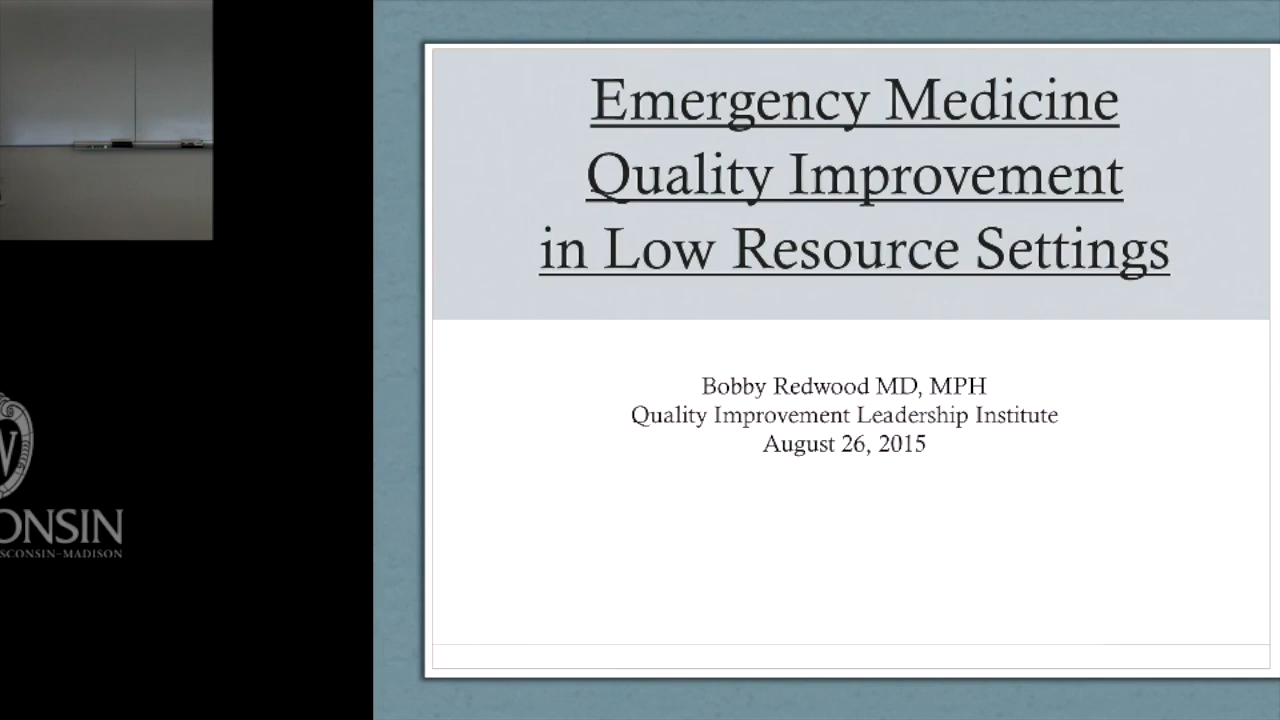 Emergency Medicine
Quality Improvement
in Low Resource Settings
Bobby Redwood MD, MPH
Quality Improvement Leadership Institute
August 26, 2015
W
ONSIN
SCONSIN–MADISON